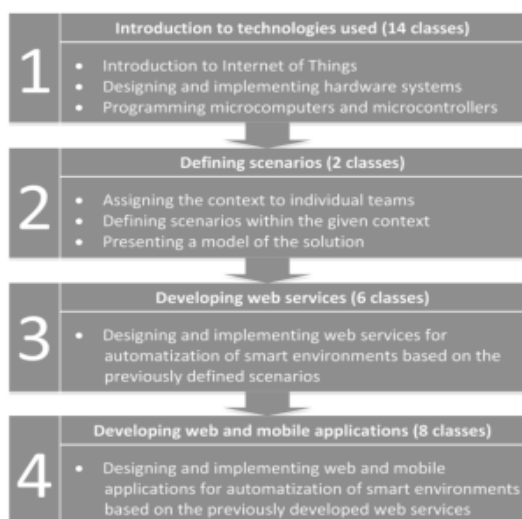 1
Introduction to technologies used (14 classes)
• Introduction to Internet of Things
• Designing and implementing hardware systems
• Programming microcomputers and microcontrollers
2
Defining scenarios (2 classes)
• Assigning the context to individual teams
• Defining scenarios within the given context
• Presenting a model of the solution
3
Developing web services (6 classes)
• Designing and implementing web services for
automatization of smart environments based on the
previously defined scenarios
4
Developing web and mobile applications (8 classes)
• Designing and implementing web and mobile
applications for automatization of smart environments
based on the previously developed web services